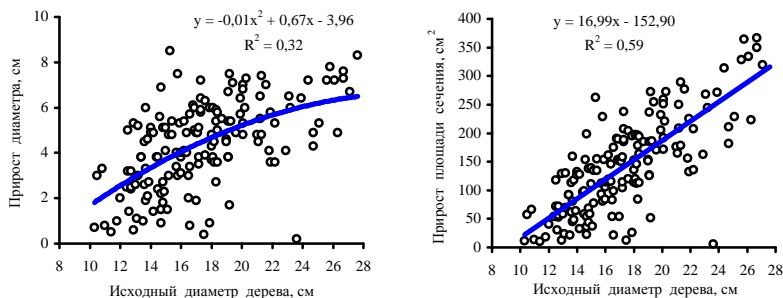 y = -0,01x² + 0,67x - 3,96
R² = 0,32
Прирост диаметра, см
10
8
6
4
2
0
8 10 12 14 16 18 20 22 24 26 28
Исходный диаметр дерева, см
y = 16,99x - 152,90
R² = 0,59
Прирост площади сечения, см²
400
350
300
250
200
150
100
50
0
8 10 12 14 16 18 20 22 24 26 28
Исходный диаметр дерева, см